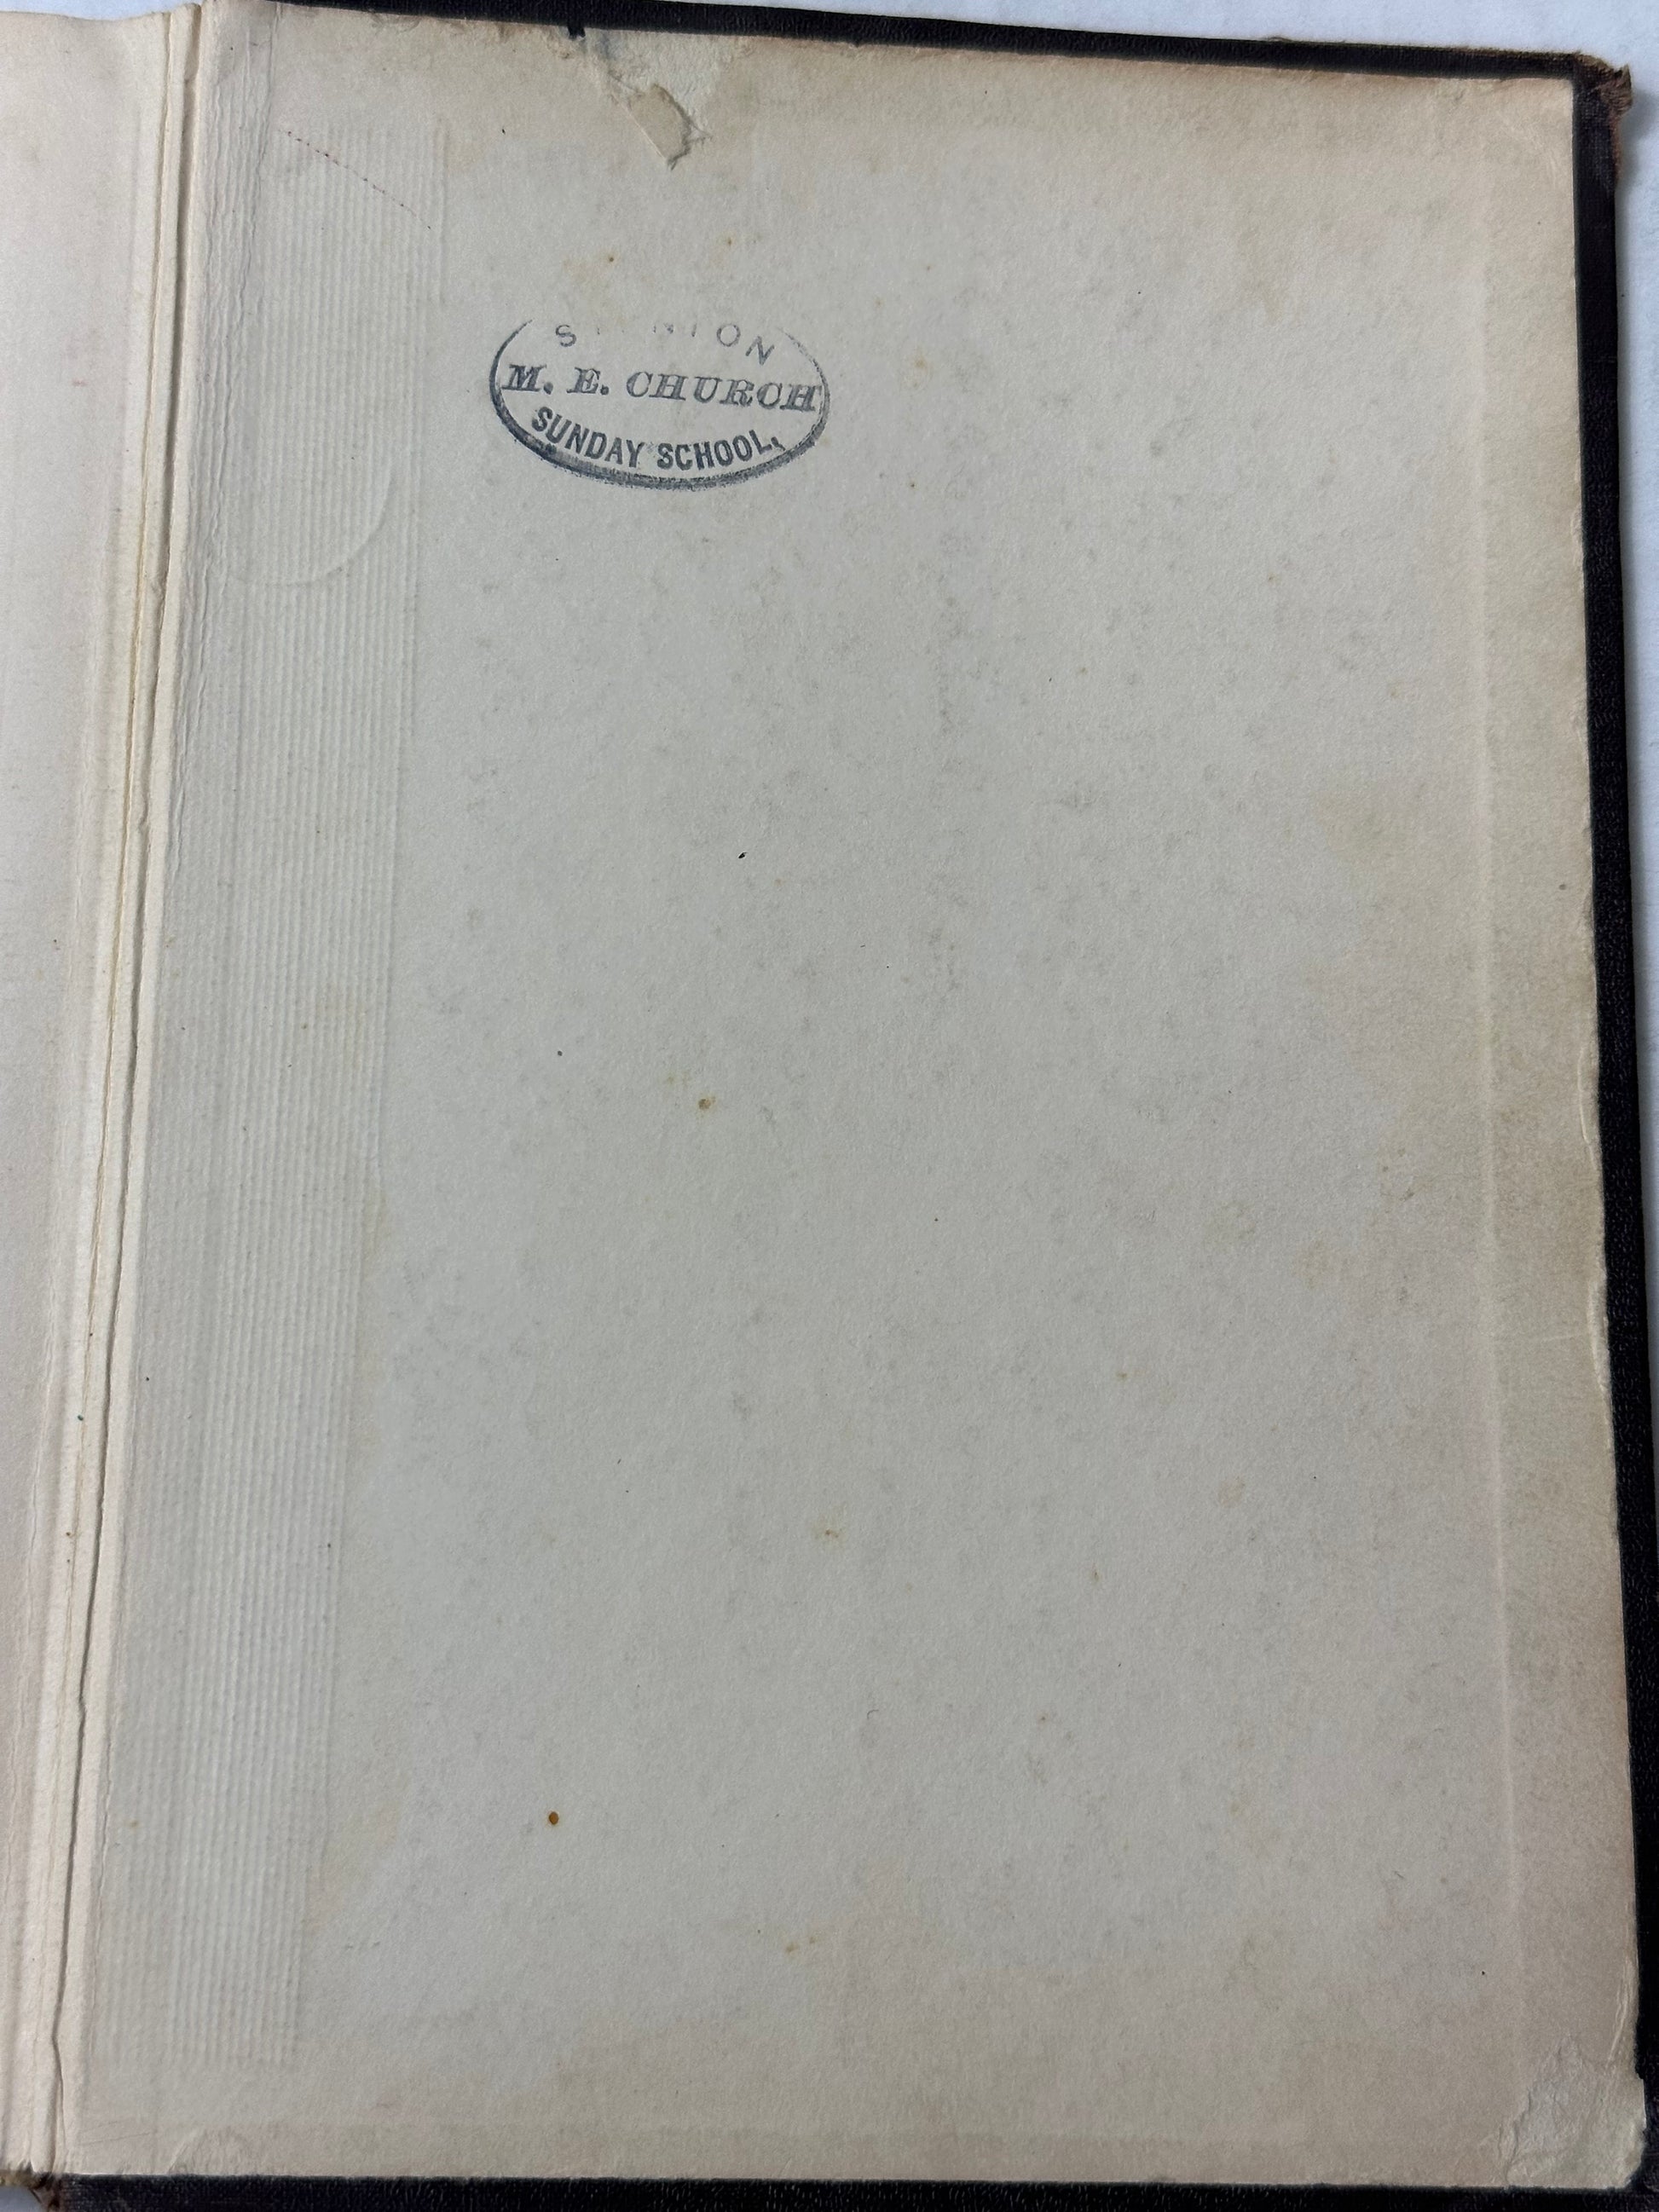 M. E. CHURCH
SUNDAY SCHOOL,